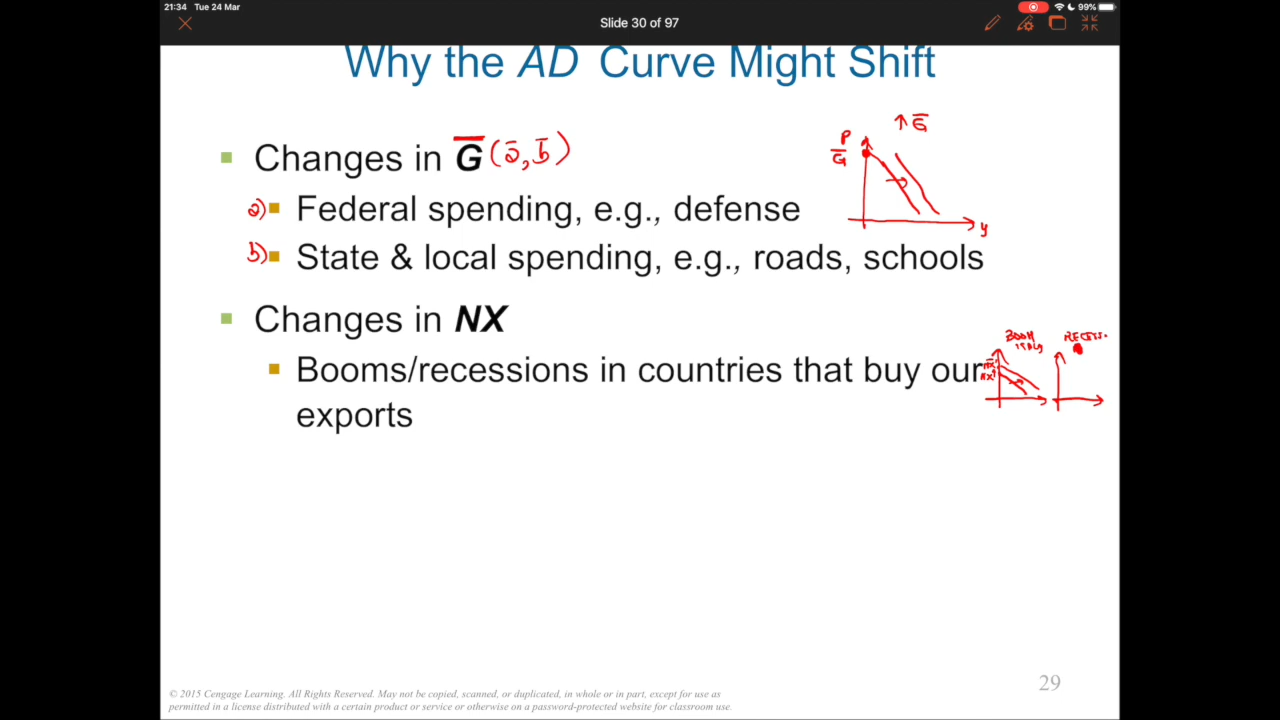 21:34 Tue 24 Mar
99%
Slide 30 of 97
Why the AD Curve Might Shift
Changes in G̅ (a̅, b̅)
a) Federal spending, e.g., defense
b) State & local spending, e.g., roads, schools
↑ G̅
P
G̅
y
Changes in NX
Booms/recessions in countries that buy our
exports
BOOM
ITALY
RECESS.
NX
© 2015 Cengage Learning. All Rights Reserved. May not be copied, scanned, or duplicated, in whole or in part, except for use as
permitted in a license distributed with a certain product or service or otherwise on a password-protected website for classroom use.
29